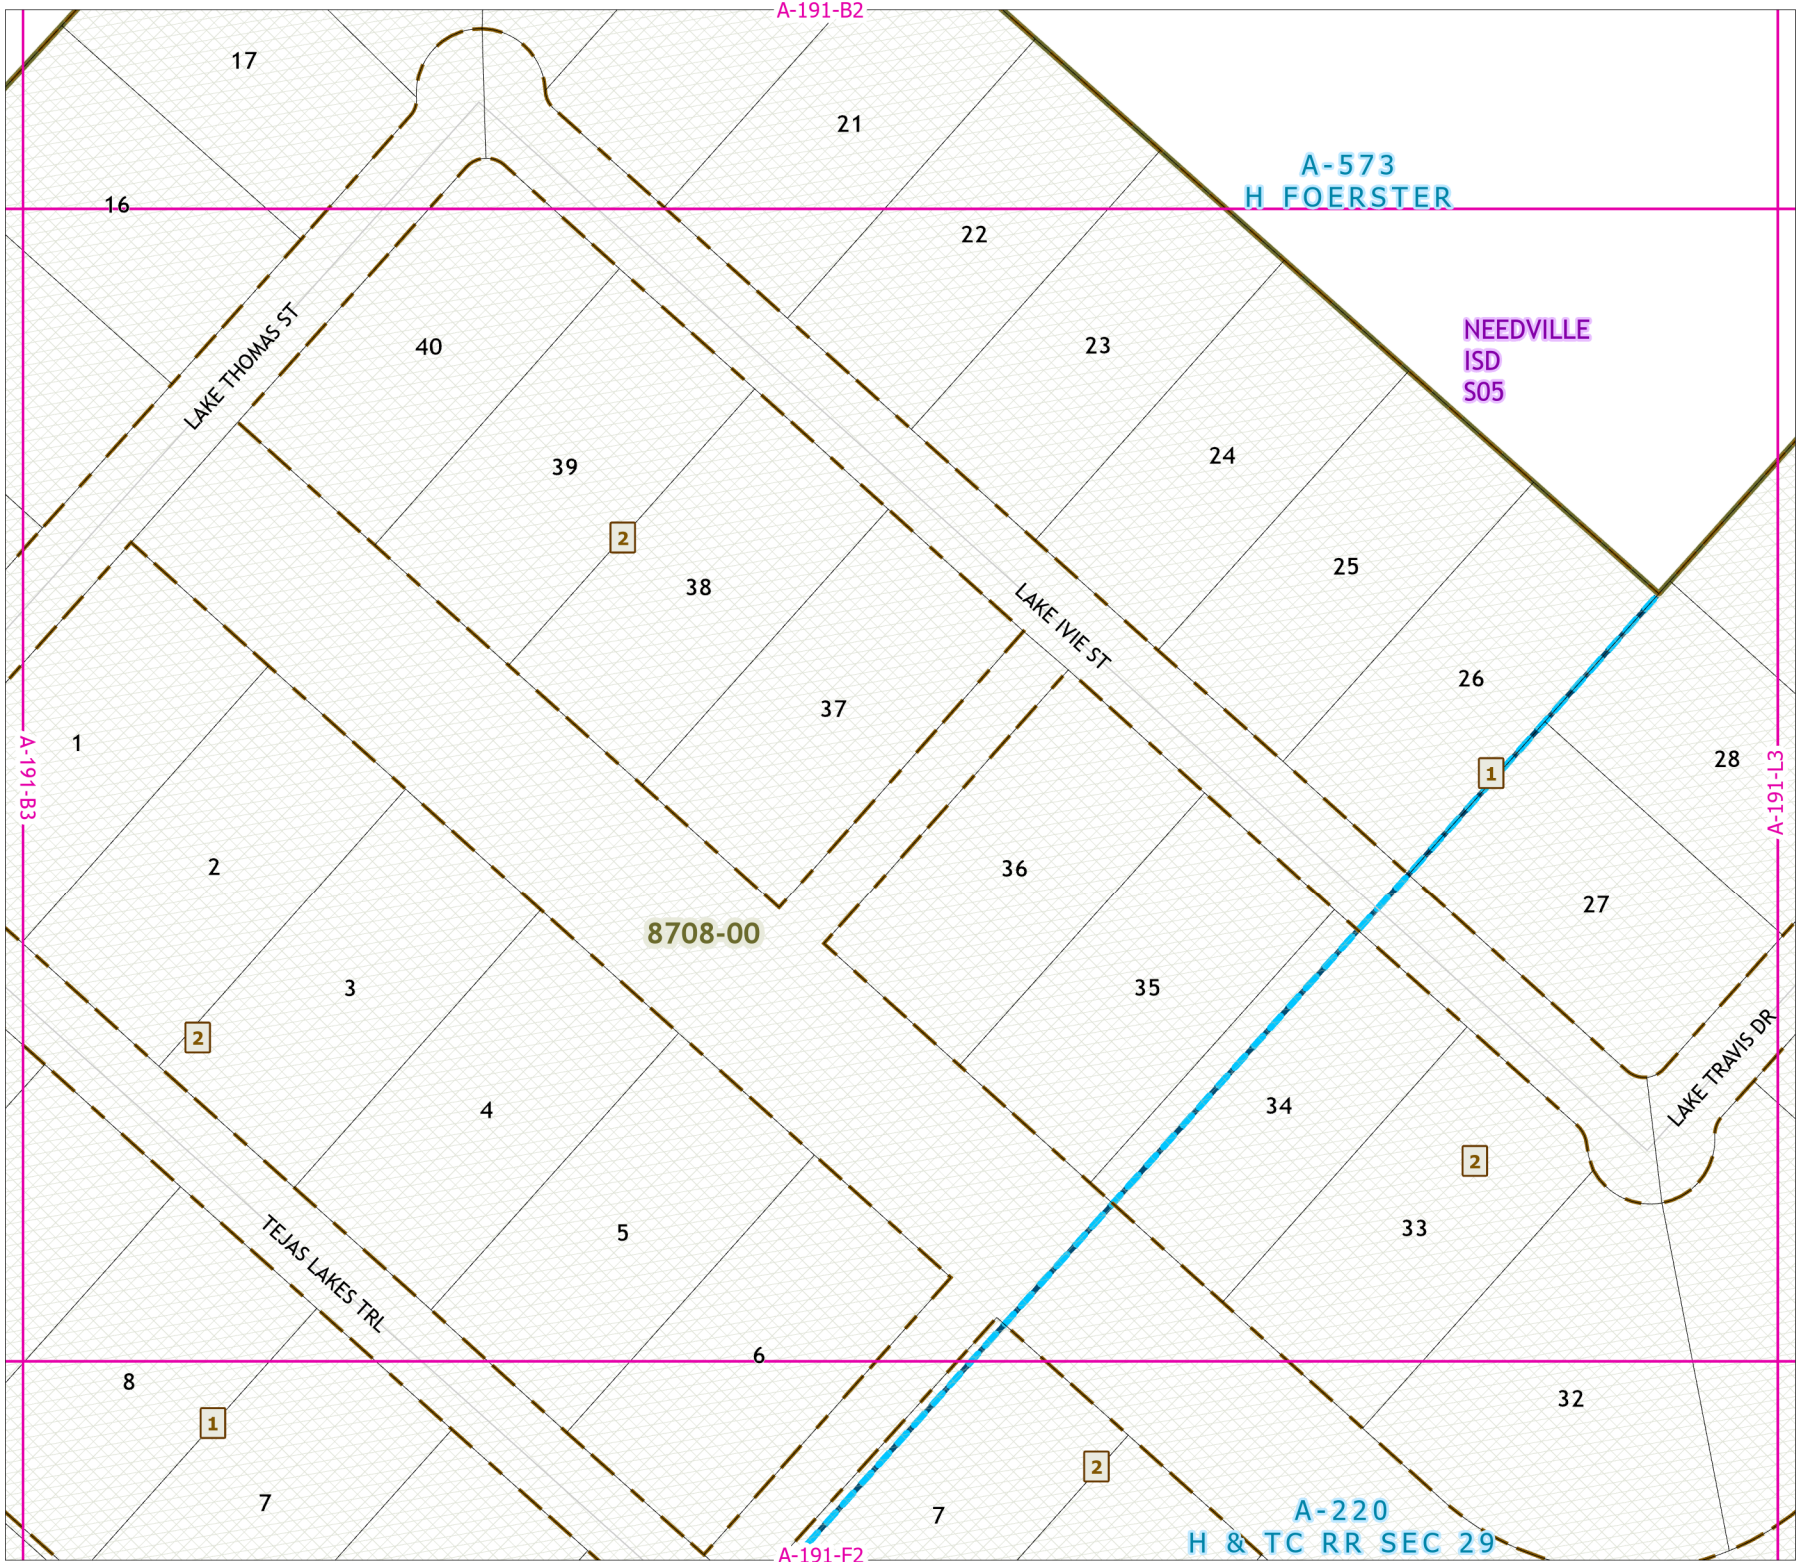 A-191-B2
17
21
16
A-573
H FOERSTER
22
LAKE THOMAS ST
40
23
NEEDVILLE
ISD
S05
39
24
2
38
25
LAKE IVIE ST
26
37
1
A-191-B3
1
28
A-191-L3
2
36
27
8708-00
3
35
2
LAKE TRAVIS DR
4
34
2
5
33
TEJAS LAKES TRL
6
8
32
1
2
7
7
A-220
H & TC RR SEC 29
A-191-F2